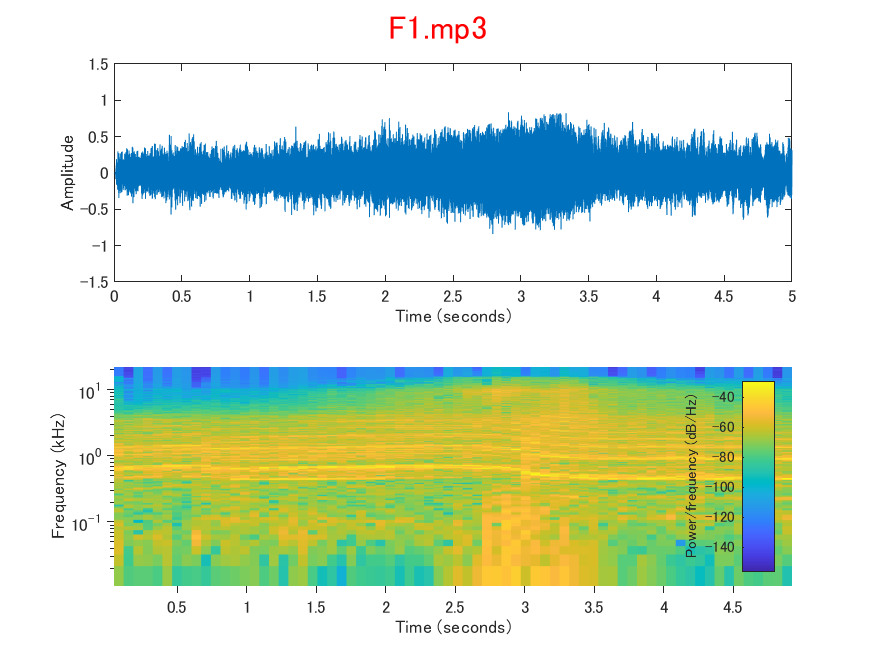 F1.mp3
1.5
1
0.5
0
-0.5
-1
-1.5
Amplitude
0 0.5 1 1.5 2 2.5 3 3.5 4 4.5 5
Time (seconds)
10^1
10^0
10^-1
Frequency (kHz)
-40
-60
-80
-100
-120
-140
Power/frequency (dB/Hz)
0.5 1 1.5 2 2.5 3 3.5 4 4.5
Time (seconds)